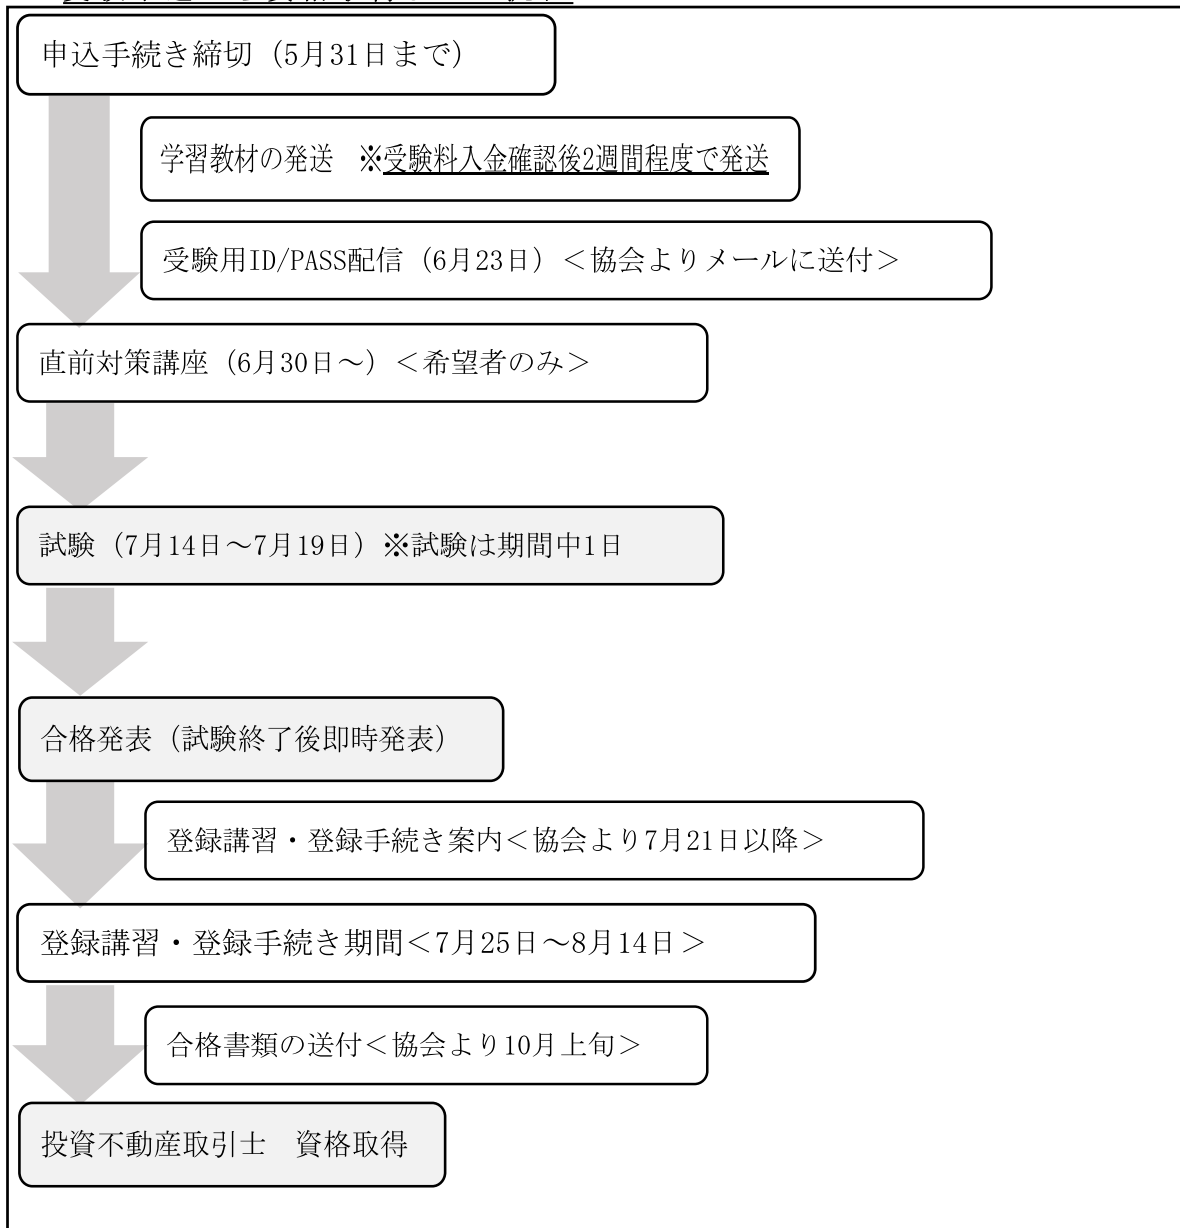 申込手続き締切（5月31日まで）
学習教材の発送　※受験料入金確認後2週間程度で発送
受験用ID/PASS配信（6月23日）＜協会よりメールに送付＞
直前対策講座（6月30日～）＜希望者のみ＞
試験（7月14日～7月19日）※試験は期間中1日
合格発表（試験終了後即時発表）
登録講習・登録手続き案内＜協会より7月21日以降＞
登録講習・登録手続き期間＜7月25日～8月14日＞
合格書類の送付＜協会より10月上旬＞
投資不動産取引士　資格取得